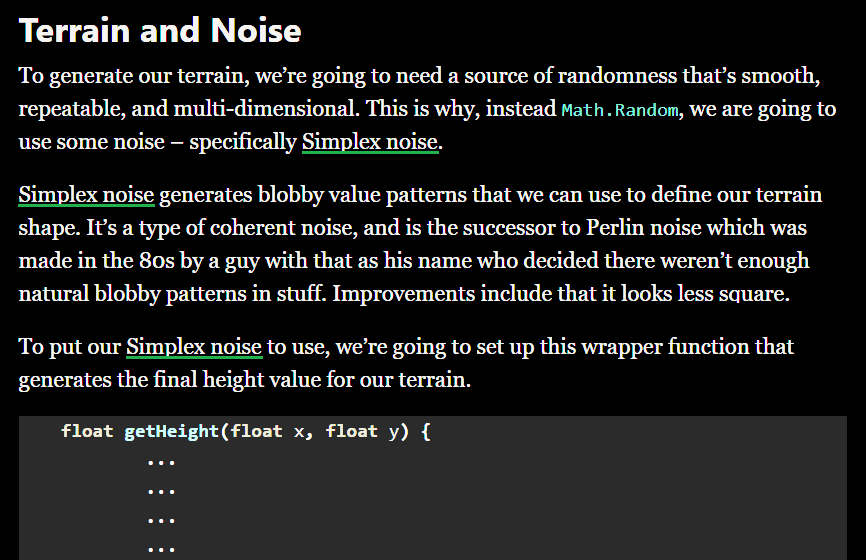 Terrain and Noise
To generate our terrain, we’re going to need a source of randomness that’s smooth,
repeatable, and multi-dimensional. This is why, instead Math.Random, we are going to
use some noise – specifically Simplex noise.
Simplex noise generates blobby value patterns that we can use to define our terrain
shape. It’s a type of coherent noise, and is the successor to Perlin noise which was
made in the 80s by a guy with that as his name who decided there weren’t enough
natural blobby patterns in stuff. Improvements include that it looks less square.
To put our Simplex noise to use, we’re going to set up this wrapper function that
generates the final height value for our terrain.
float getHeight(float x, float y) {
...
...
...
...